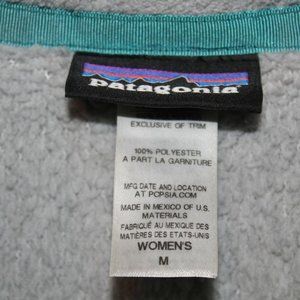 patagonia
EXCLUSIVE OF TRIM
100% POLYESTER
A PART LA GARNITURE
MFG DATE AND LOCATION
AT PCPSIA.COM
MADE IN MEXICO OF U.S.
MATERIALS
FABRIQUÉ AU MEXIQUE DES
MATIÈRES DES ETATS-UNIS
WOMEN'S
M